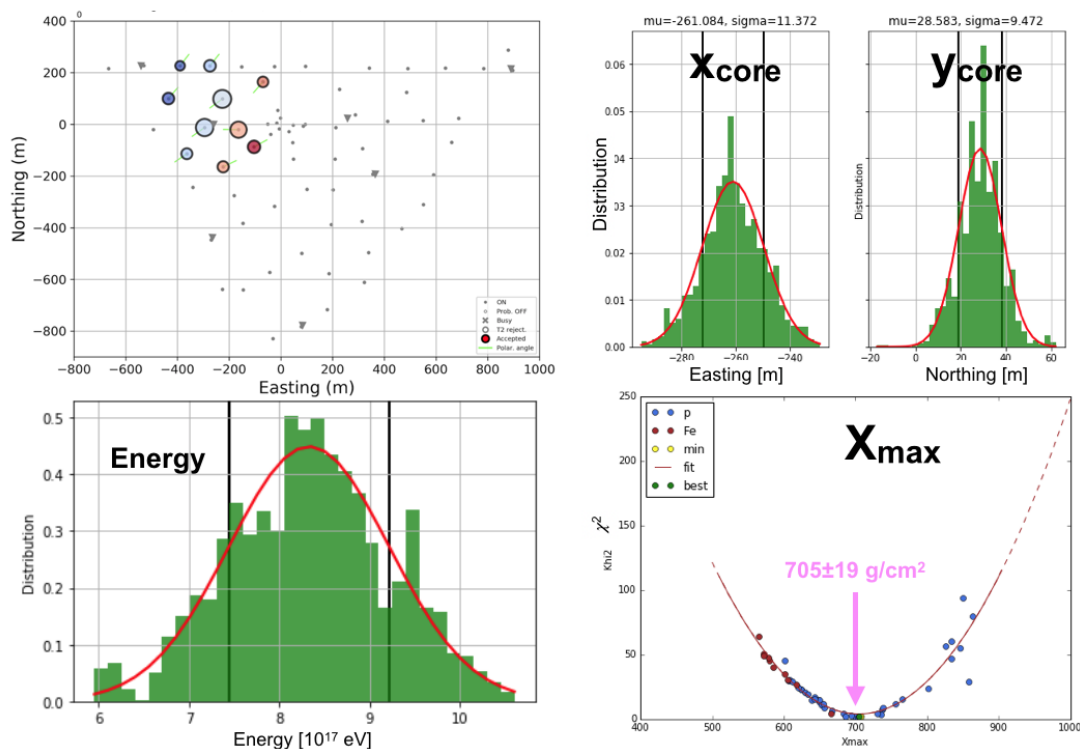 0
400
200
0
−200
−400
−600
−800
Northing (m)
−800 −600 −400 −200 0 200 400 600 800 1000
Easting (m)
ON
Prob. OFF
Busy
T2 reject.
Accepted
Polar. angle
mu=-261.084, sigma=11.372
xcore
0.06
0.05
04
03
0.02
0.01
0.00
Distribution
−280 −260 −240
Easting [m]
mu=28.583, sigma=9.472
ycore
Distribution
−20 0 20 40 60
Northing [m]
Energy
0.5
0.4
0.3
0.2
0.1
0.0
Distribution
6 7 8 9 10
Energy [10¹⁷ eV]
p
Fe
min
fit
best
Xmax
705±19 g/cm²
250
200
150
100
50
0
χ²
Khi2
400 500 600 700 800 900 1000
Xmax